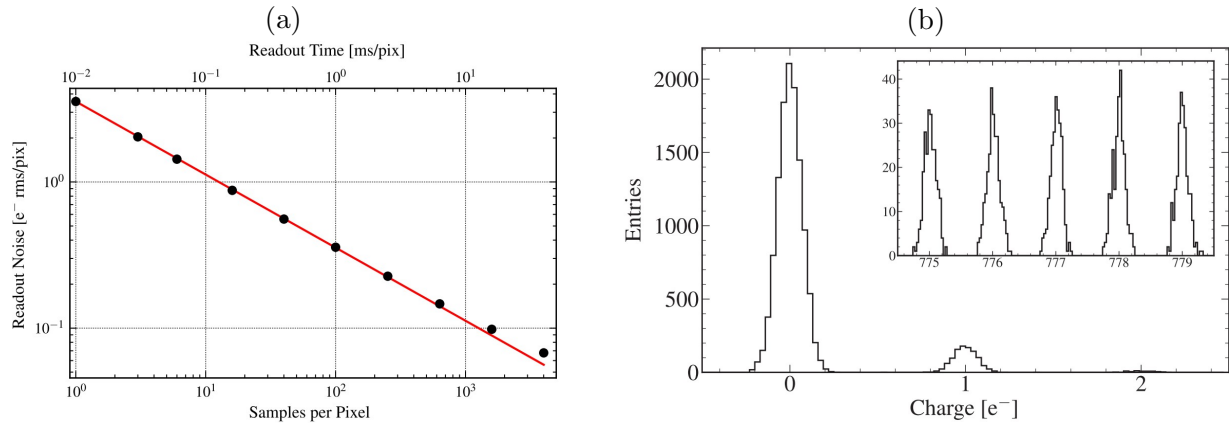 (a)
Readout Time [ms/pix]
10⁻² 10⁻¹ 10⁰ 10¹
Readout Noise [e⁻ rms/pix]
10⁰
10⁻¹
10⁰ 10¹ 10² 10³
Samples per Pixel
(b)
Entries
2000
1500
1000
500
0
40
30
20
10
0
775 776 777 778 779
0 1 2
Charge [e⁻]